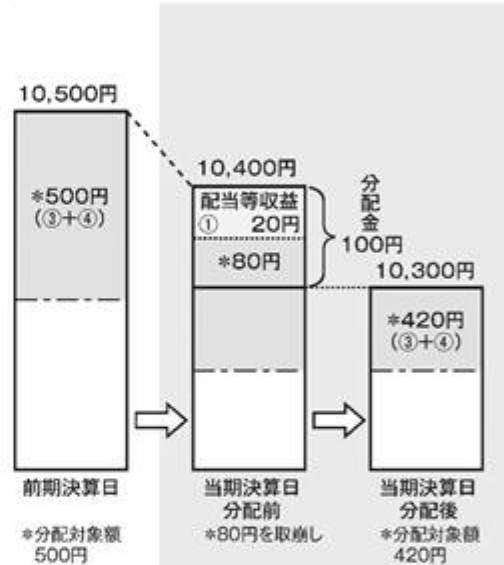 10,500円
*500円
(③+④)
前期決算日
*分配対象額
500円
10,400円
配当等収益
① 20円
*80円
分配金
100円
当期決算日
分配前
*80円を取崩し
10,300円
*420円
(③+④)
当期決算日
分配後
*分配対象額
420円